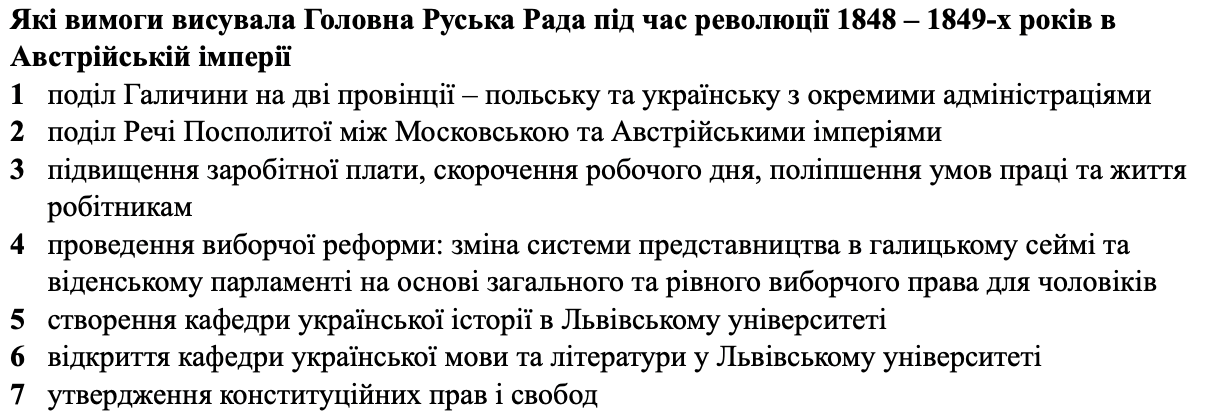 Які вимоги висувала Головна Руська Рада під час революції 1848 – 1849-х років в
Австрійській імперії
1 поділ Галичини на дві провінції – польську та українську з окремими адміністраціями
2 поділ Речі Посполитої між Московською та Австрійськими імперіями
3 підвищення заробітної плати, скорочення робочого дня, поліпшення умов праці та життя
робітникам
4 проведення виборчої реформи: зміна системи представництва в галицькому сеймі та
віденському парламенті на основі загального та рівного виборчого права для чоловіків
5 створення кафедри української історії в Львівському університеті
6 відкриття кафедри української мови та літератури у Львівському університеті
7 утвердження конституційних прав і свобод